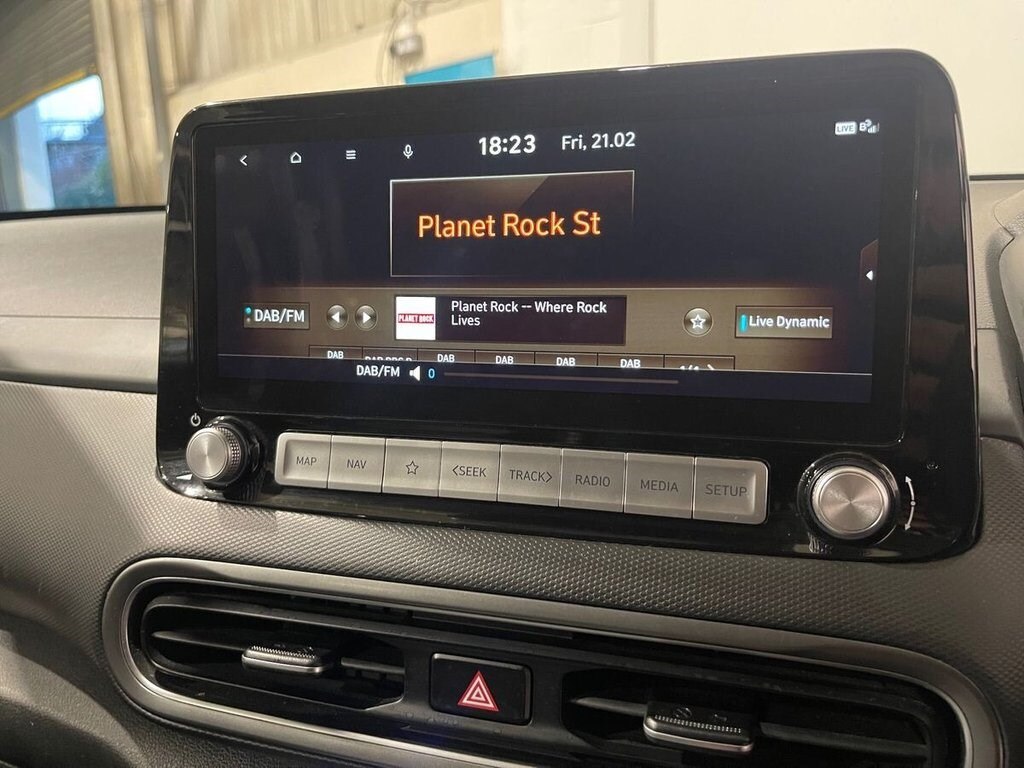 18:23 Fri, 21.02
LIVE
Planet Rock St
DAB/FM
PLANET ROCK
Planet Rock -- Where Rock
Lives
Live Dynamic
DAB
DAB
DAB
DAB
DAB
DAB/FM 0
MAP
NAV
<SEEK
TRACK>
RADIO
MEDIA
SETUP